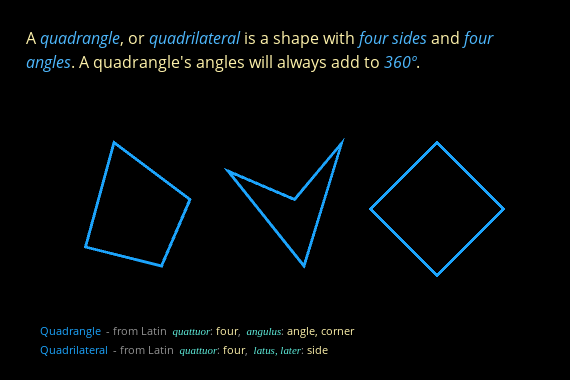 A quadrangle, or quadrilateral is a shape with four sides and four
angles. A quadrangle's angles will always add to 360º.
Quadrangle - from Latin quattuor: four, angulus: angle, corner
Quadrilateral - from Latin quattuor: four, latus, later: side